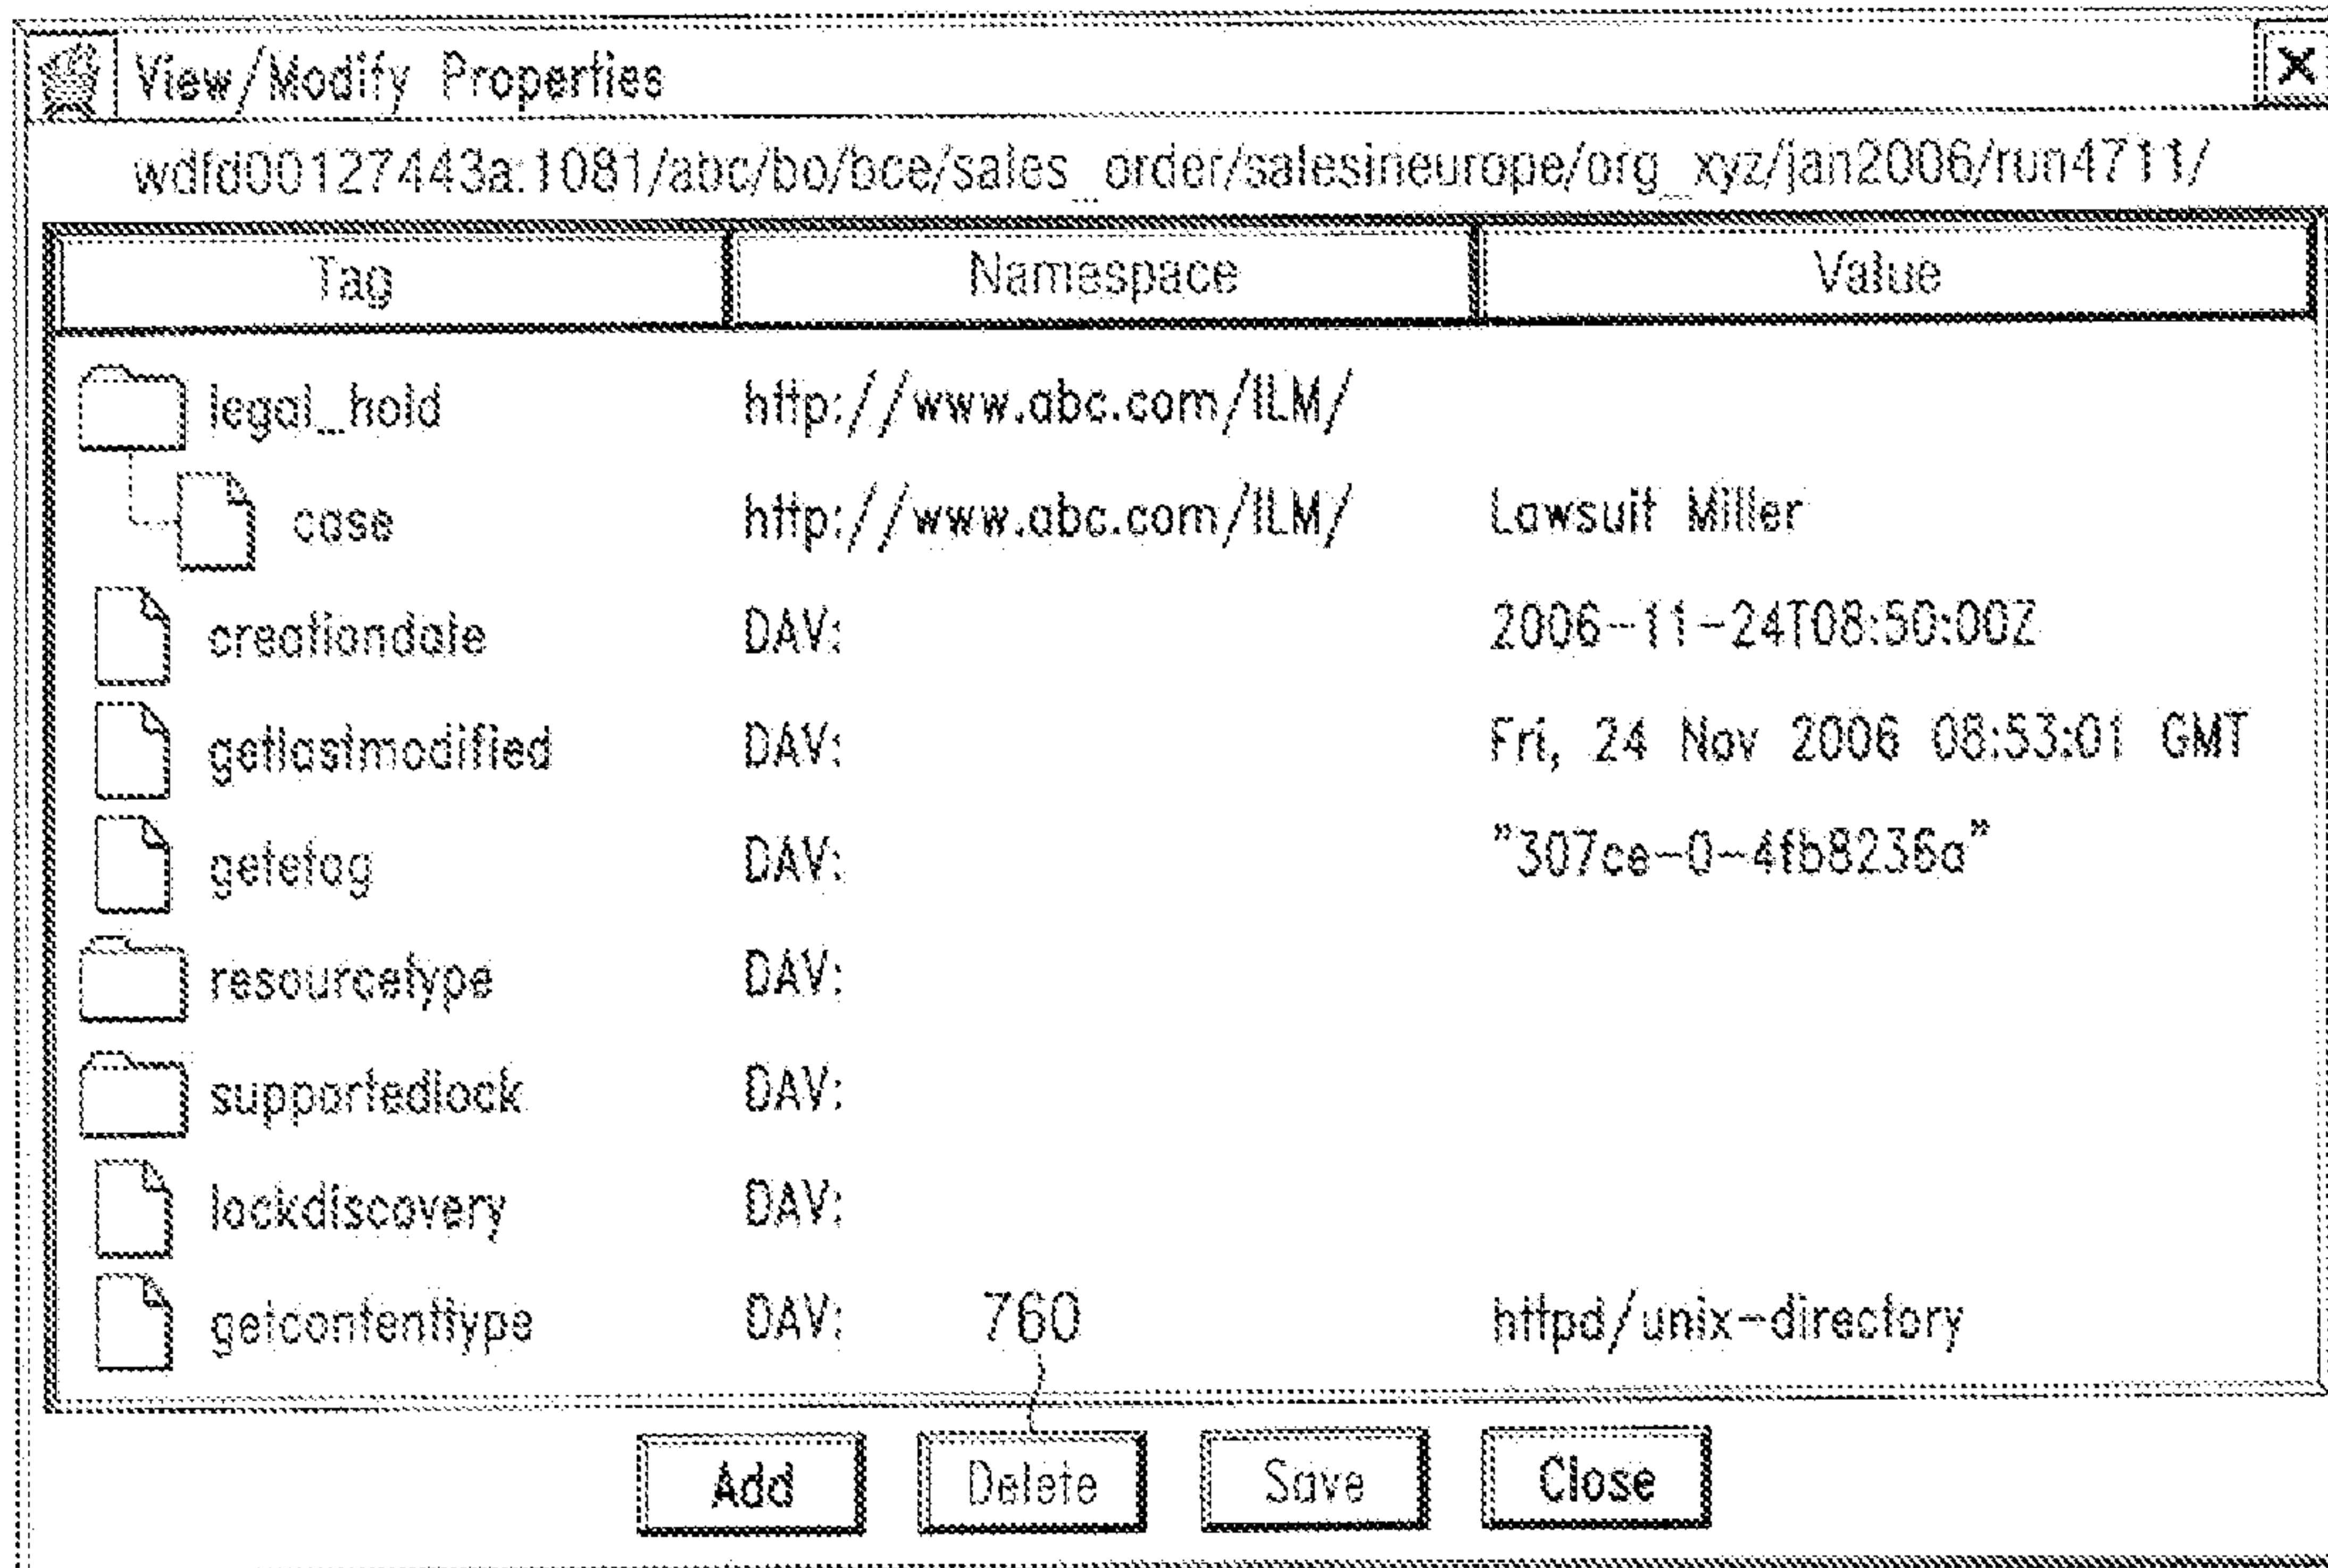 View/Modify Properties
wdfd00127443a:1081/abc/bo/bce/sales_order/salesineurope/org_xyz/jan2006/run4711/
Tag Namespace Value
legal_hold http://www.abc.com/ILM/
case http://www.abc.com/ILM/ Lawsuit Miller
creationdate DAV: 2006-11-24T08:50:00Z
getlastmodified DAV: Fri, 24 Nov 2006 08:53:01 GMT
getetag DAV: "307ce-0-4fb8236a"
resourcetype DAV:
supportedlock DAV:
lockdiscovery DAV:
getcontenttype DAV: 760 httpd/unix-directory
Add Delete Save Close